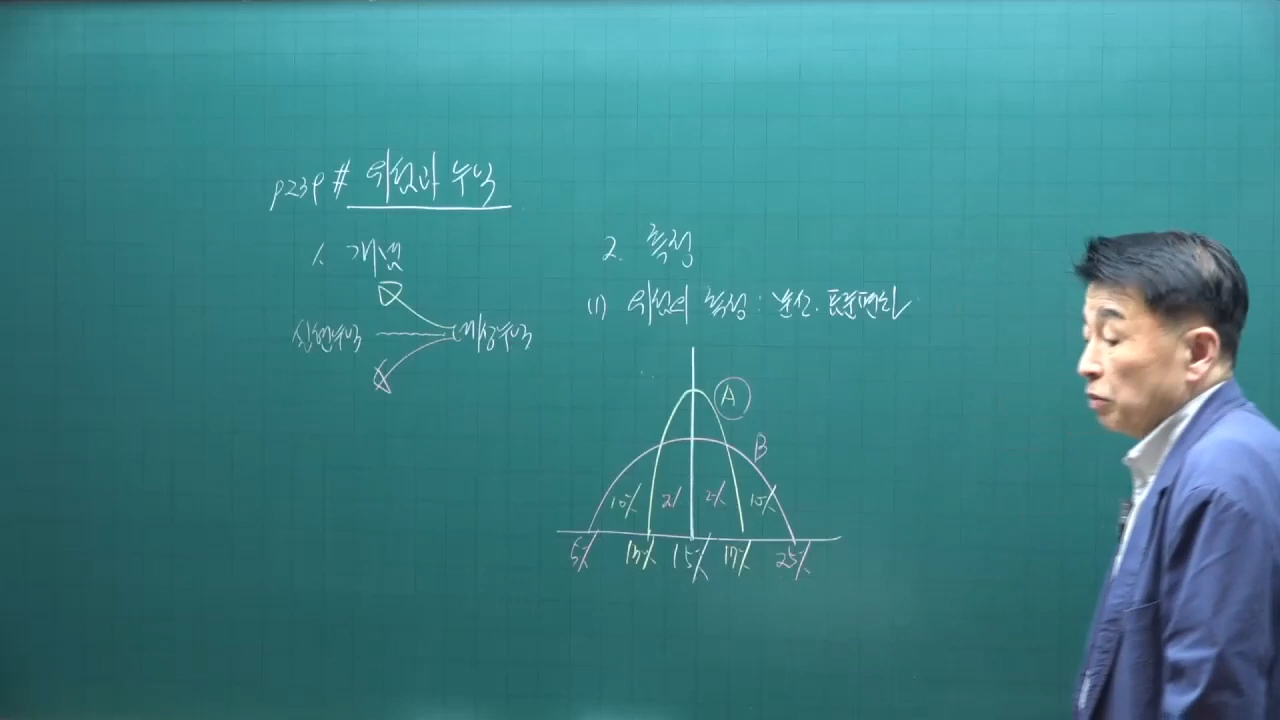 p239 # 위험과 수익
1. 개념
실현수익 예상수익
2. 측정
(1) 위험의 측정 : 분산. 표준편차
A
B
10% 2% 2% 10%
5% 13% 15% 17% 25%